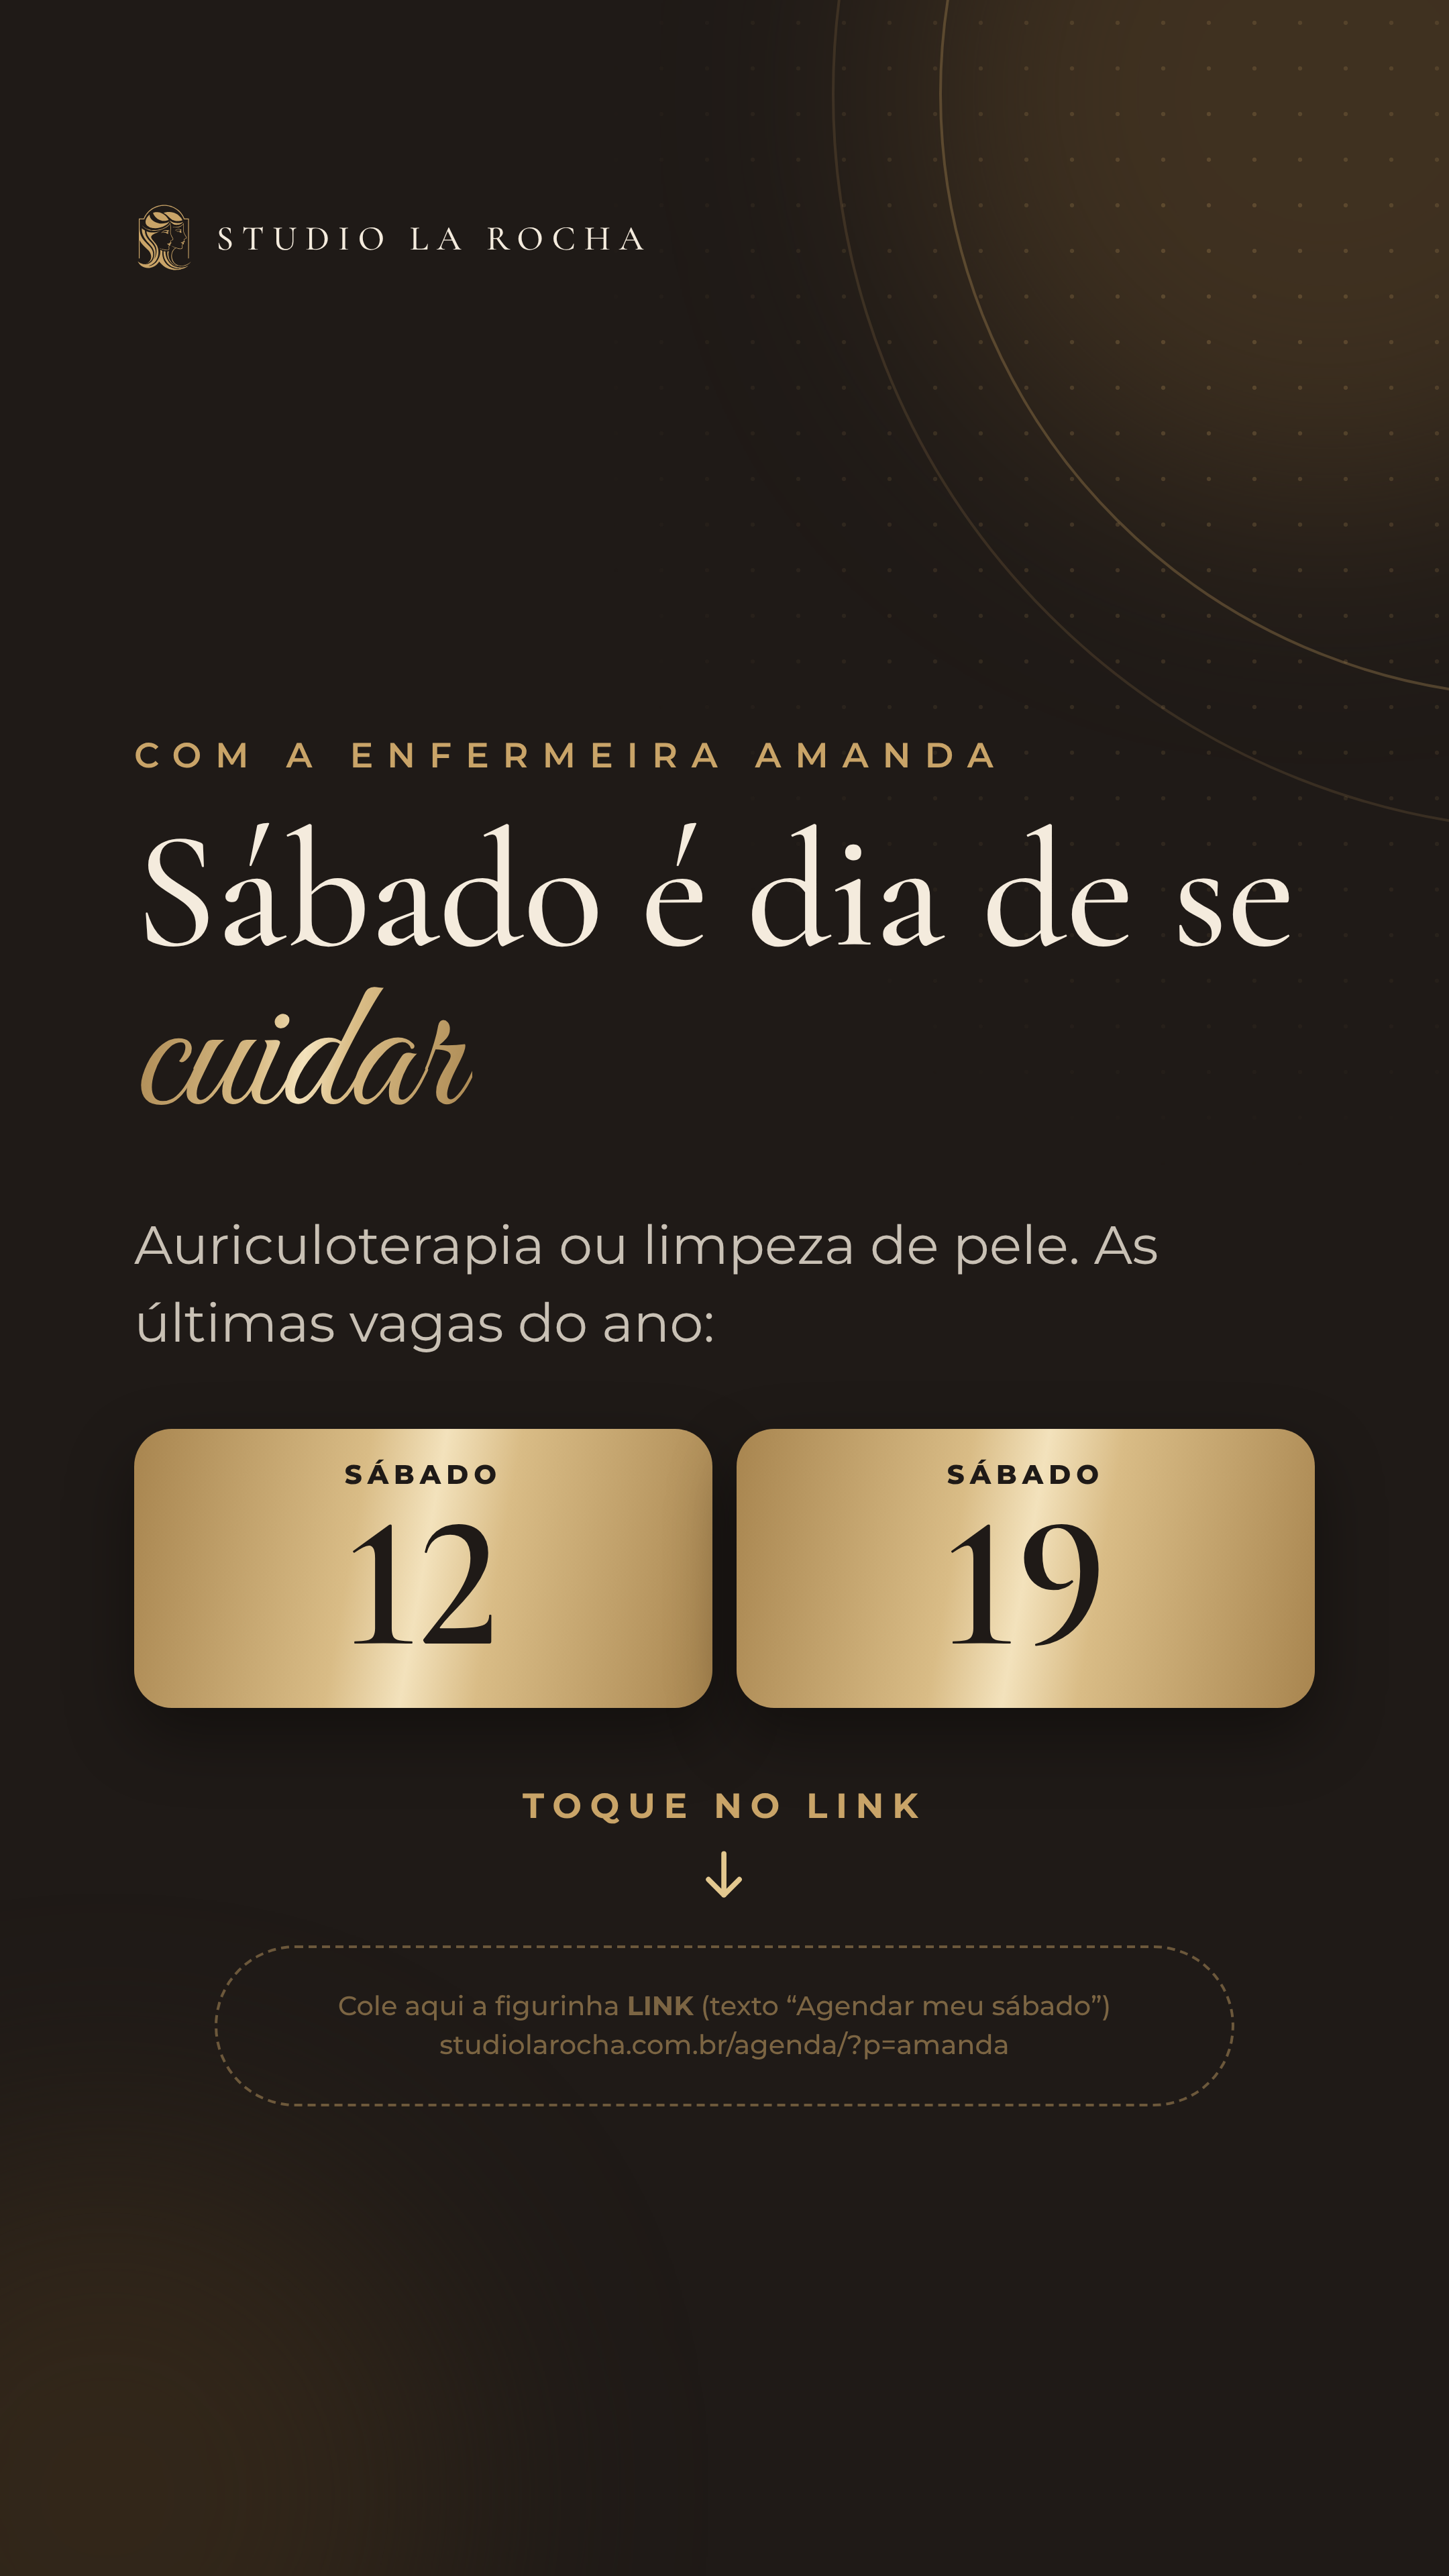 STUDIO LA ROCHA
COM A ENFERMEIRA AMANDA
Sábado é dia de se
cuidar
Auriculoterapia ou limpeza de pele. As
últimas vagas do ano:
SÁBADO
12
SÁBADO
19
TOQUE NO LINK
Cole aqui a figurinha LINK (texto “Agendar meu sábado”)
studiolarocha.com.br/agenda/?p=amanda